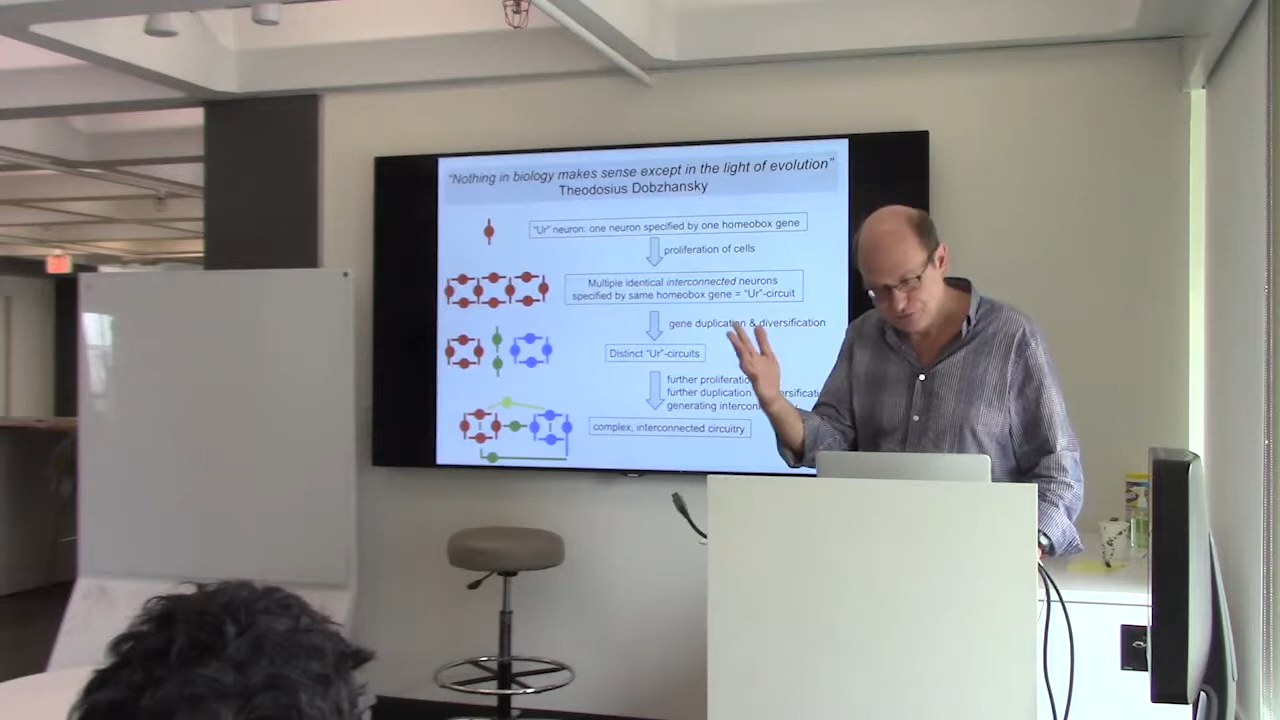 "Nothing in biology makes sense except in the light of evolution"
Theodosius Dobzhansky
"Ur" neuron: one neuron specified by one homeobox gene
proliferation of cells
Multiple identical interconnected neurons
specified by same homeobox gene = "Ur"-circuit
gene duplication & diversification
Distinct "Ur"-circuits
further
further duplication
generating
complex, interconnected circuitry